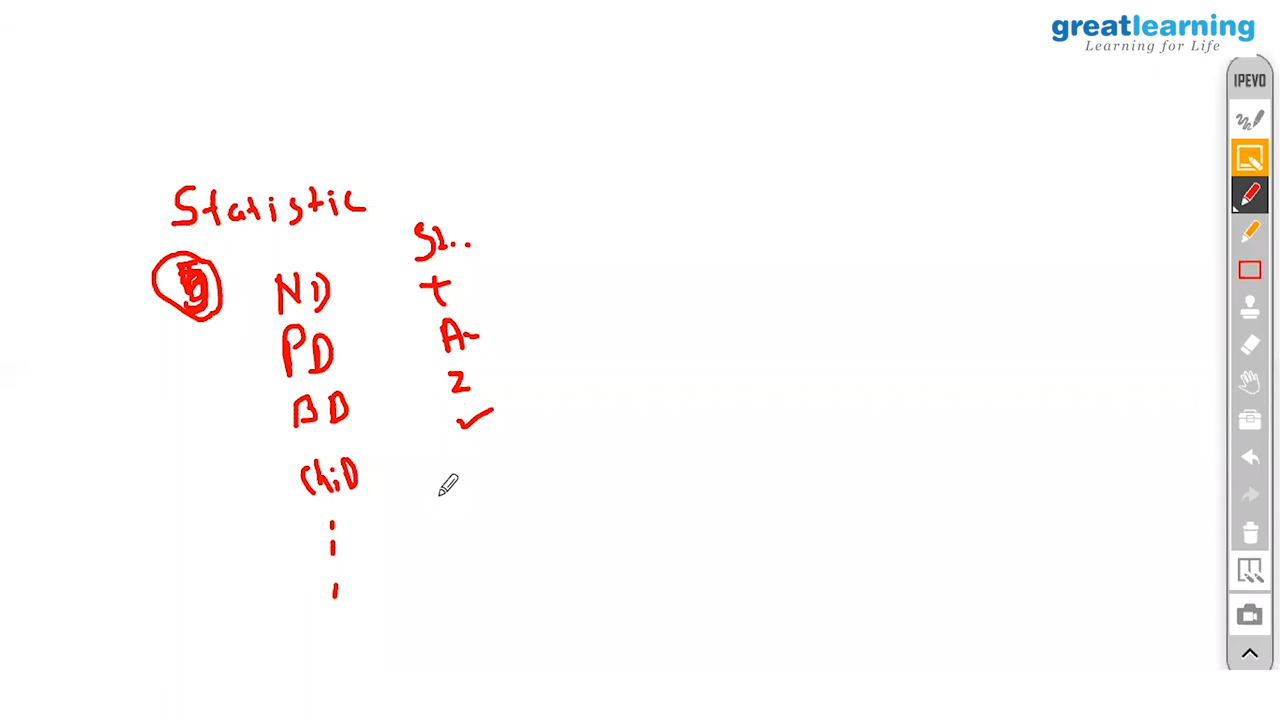 greatlearning
Learning for Life
IPEVO
Statistic
ND
t
PD
A~
Z
BD
ChiD